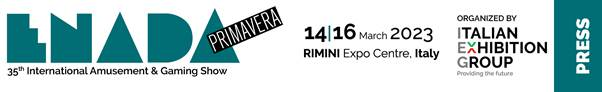 ENADA
PRIMAVERA
35th International Amusement & Gaming Show
14|16 March 2023
RIMINI Expo Centre, Italy
ORGANIZED BY
ITALIAN
EXHIBITION
GROUP
Providing the future
PRESS